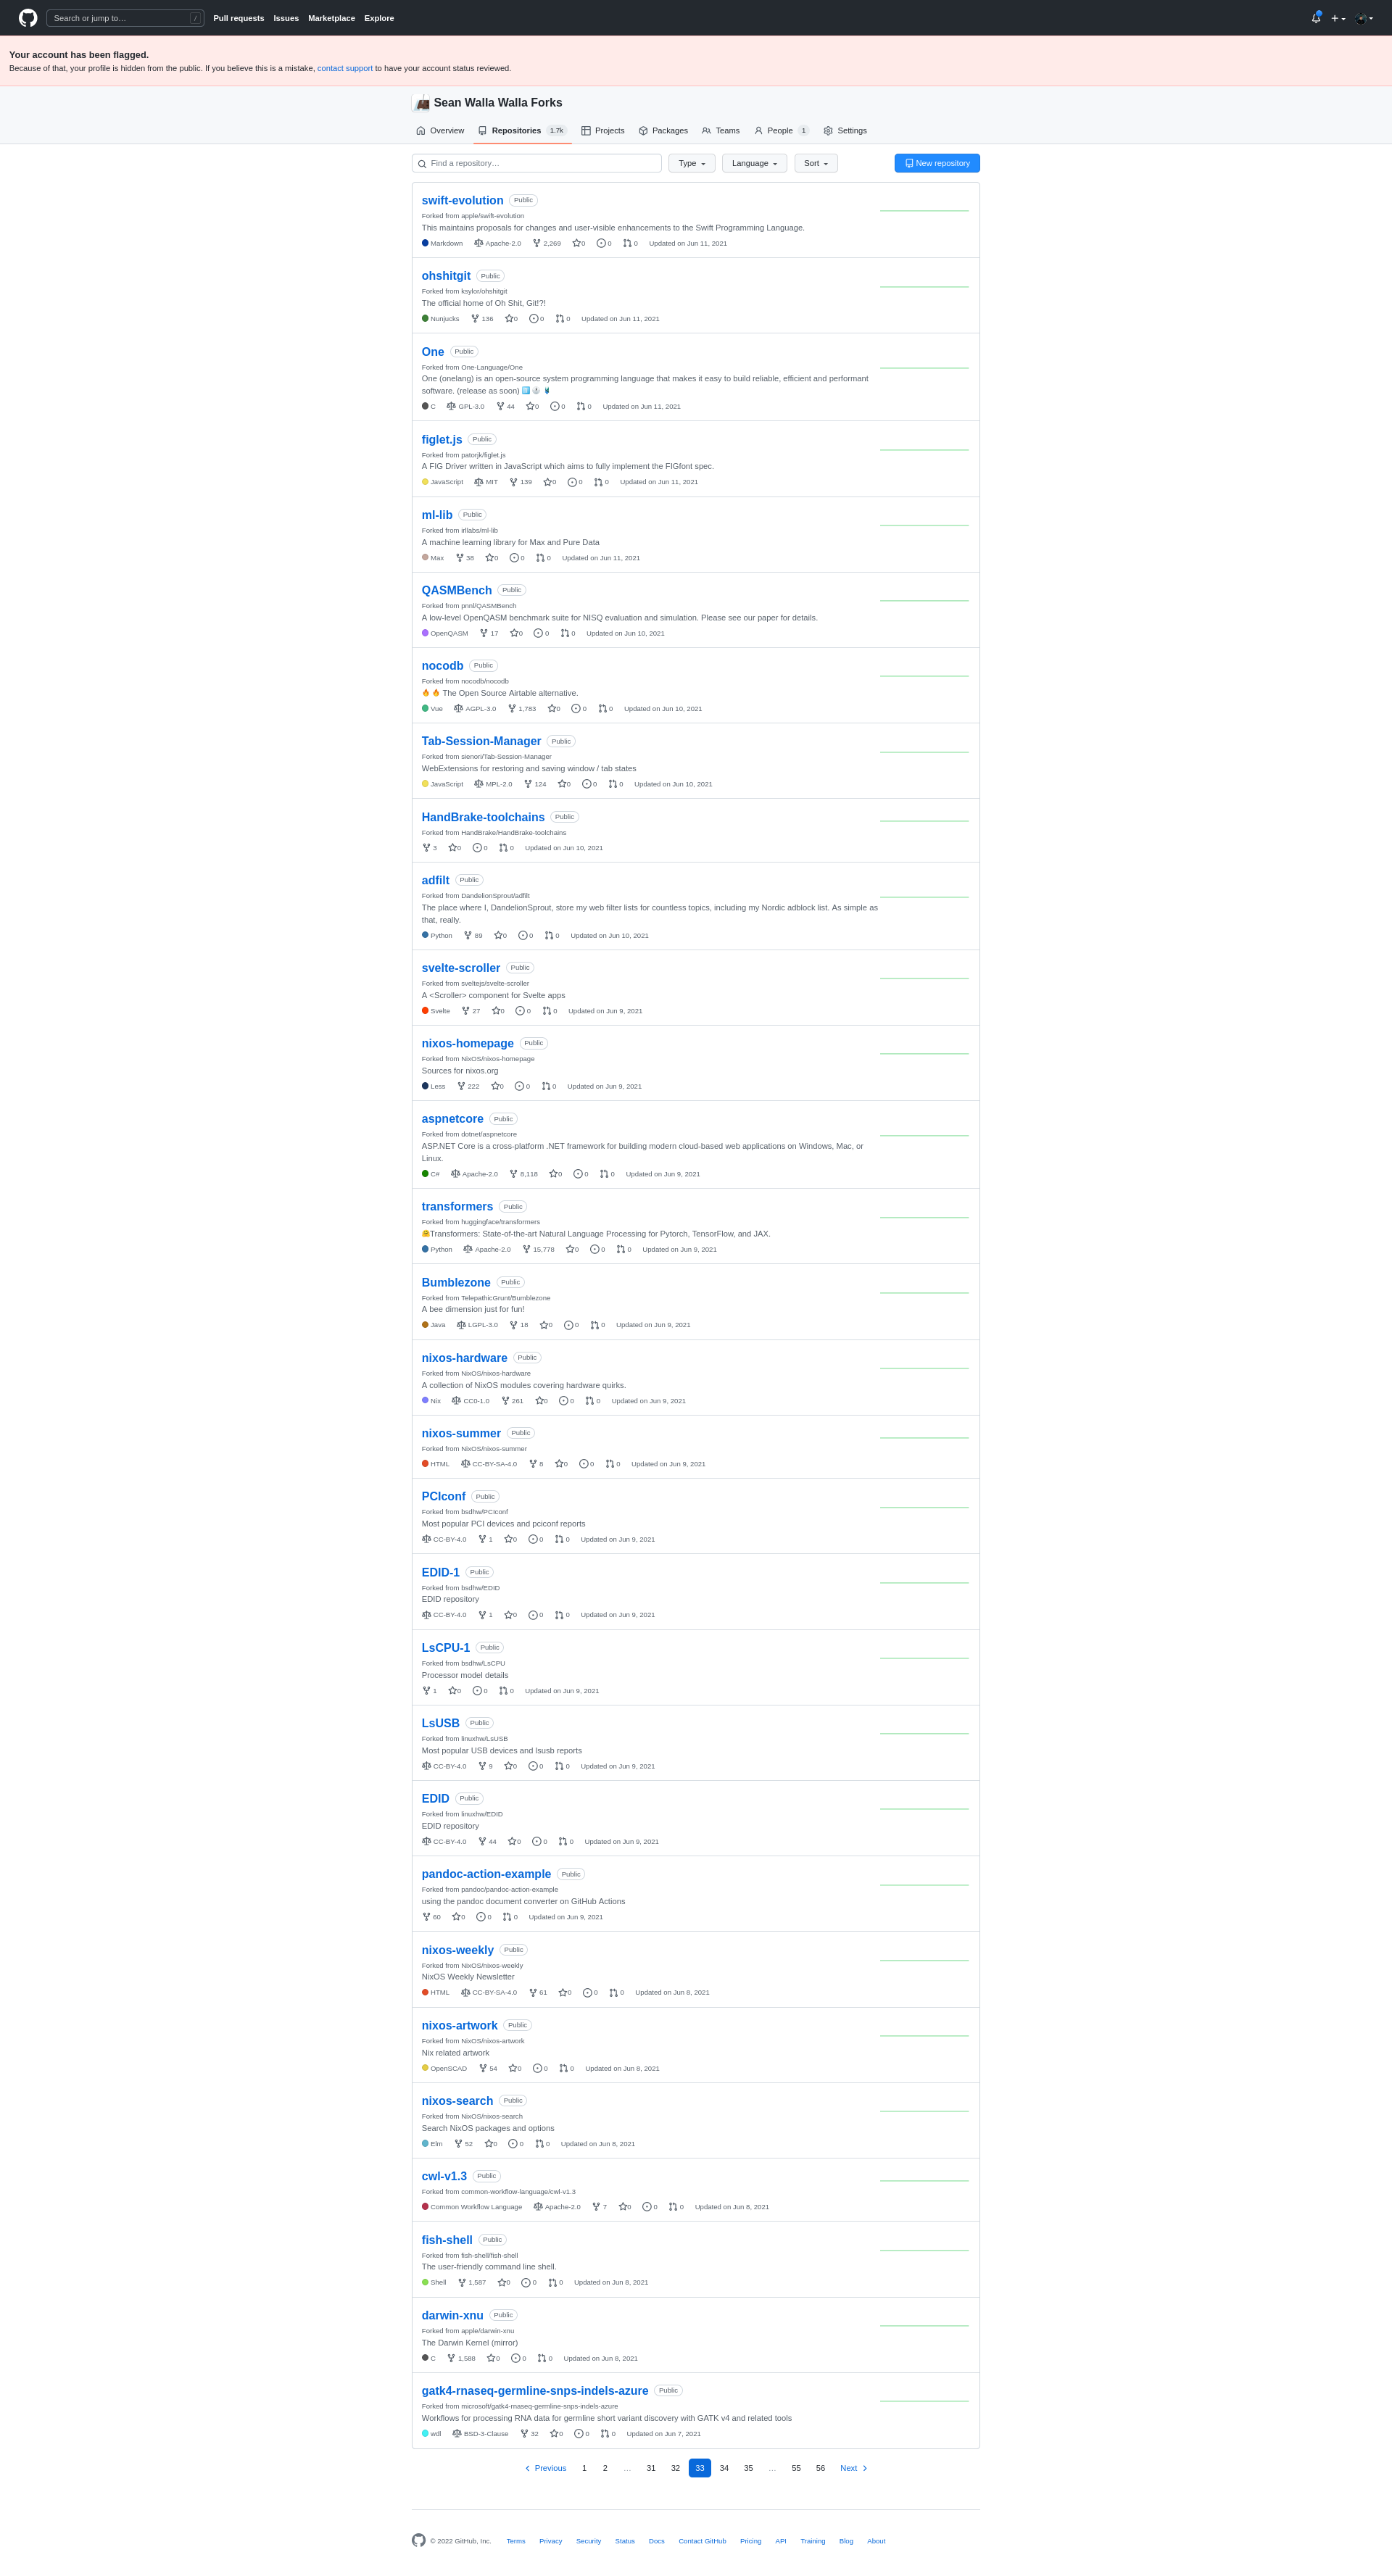 Search or jump to… /
Pull requests Issues Marketplace Explore
Your account has been flagged.
Because of that, your profile is hidden from the public. If you believe this is a mistake, contact support to have your account status reviewed.
Sean Walla Walla Forks
Overview Repositories 1.7k Projects Packages Teams People 1 Settings
Find a repository… Type Language Sort New repository
swift-evolution Public
Forked from apple/swift-evolution
This maintains proposals for changes and user-visible enhancements to the Swift Programming Language.
Markdown Apache-2.0 2,269 0 0 0 Updated on Jun 11, 2021
ohshitgit Public
Forked from ksylor/ohshitgit
The official home of Oh Shit, Git!?!
Nunjucks 136 0 0 0 Updated on Jun 11, 2021
One Public
Forked from One-Language/One
One (onelang) is an open-source system programming language that makes it easy to build reliable, efficient and performant
software. (release as soon)
C GPL-3.0 44 0 0 0 Updated on Jun 11, 2021
figlet.js Public
Forked from patorjk/figlet.js
A FIG Driver written in JavaScript which aims to fully implement the FIGfont spec.
JavaScript MIT 139 0 0 0 Updated on Jun 11, 2021
ml-lib Public
Forked from irllabs/ml-lib
A machine learning library for Max and Pure Data
Max 38 0 0 0 Updated on Jun 11, 2021
QASMBench Public
Forked from pnnl/QASMBench
A low-level OpenQASM benchmark suite for NISQ evaluation and simulation. Please see our paper for details.
OpenQASM 17 0 0 0 Updated on Jun 10, 2021
nocodb Public
Forked from nocodb/nocodb
🔥 🔥 The Open Source Airtable alternative.
Vue AGPL-3.0 1,783 0 0 0 Updated on Jun 10, 2021
Tab-Session-Manager Public
Forked from sienori/Tab-Session-Manager
WebExtensions for restoring and saving window / tab states
JavaScript MPL-2.0 124 0 0 0 Updated on Jun 10, 2021
HandBrake-toolchains Public
Forked from HandBrake/HandBrake-toolchains
3 0 0 0 Updated on Jun 10, 2021
adfilt Public
Forked from DandelionSprout/adfilt
The place where I, DandelionSprout, store my web filter lists for countless topics, including my Nordic adblock list. As simple as
that, really.
Python 89 0 0 0 Updated on Jun 10, 2021
svelte-scroller Public
Forked from sveltejs/svelte-scroller
A <Scroller> component for Svelte apps
Svelte 27 0 0 0 Updated on Jun 9, 2021
nixos-homepage Public
Forked from NixOS/nixos-homepage
Sources for nixos.org
Less 222 0 0 0 Updated on Jun 9, 2021
aspnetcore Public
Forked from dotnet/aspnetcore
ASP.NET Core is a cross-platform .NET framework for building modern cloud-based web applications on Windows, Mac, or
Linux.
C# Apache-2.0 8,118 0 0 0 Updated on Jun 9, 2021
transformers Public
Forked from huggingface/transformers
🤗Transformers: State-of-the-art Natural Language Processing for Pytorch, TensorFlow, and JAX.
Python Apache-2.0 15,778 0 0 0 Updated on Jun 9, 2021
Bumblezone Public
Forked from TelepathicGrunt/Bumblezone
A bee dimension just for fun!
Java LGPL-3.0 18 0 0 0 Updated on Jun 9, 2021
nixos-hardware Public
Forked from NixOS/nixos-hardware
A collection of NixOS modules covering hardware quirks.
Nix CC0-1.0 261 0 0 0 Updated on Jun 9, 2021
nixos-summer Public
Forked from NixOS/nixos-summer
HTML CC-BY-SA-4.0 8 0 0 0 Updated on Jun 9, 2021
PCIconf Public
Forked from bsdhw/PCIconf
Most popular PCI devices and pciconf reports
CC-BY-4.0 1 0 0 0 Updated on Jun 9, 2021
EDID-1 Public
Forked from bsdhw/EDID
EDID repository
CC-BY-4.0 1 0 0 0 Updated on Jun 9, 2021
LsCPU-1 Public
Forked from bsdhw/LsCPU
Processor model details
1 0 0 0 Updated on Jun 9, 2021
LsUSB Public
Forked from linuxhw/LsUSB
Most popular USB devices and lsusb reports
CC-BY-4.0 9 0 0 0 Updated on Jun 9, 2021
EDID Public
Forked from linuxhw/EDID
EDID repository
CC-BY-4.0 44 0 0 0 Updated on Jun 9, 2021
pandoc-action-example Public
Forked from pandoc/pandoc-action-example
using the pandoc document converter on GitHub Actions
60 0 0 0 Updated on Jun 9, 2021
nixos-weekly Public
Forked from NixOS/nixos-weekly
NixOS Weekly Newsletter
HTML CC-BY-SA-4.0 61 0 0 0 Updated on Jun 8, 2021
nixos-artwork Public
Forked from NixOS/nixos-artwork
Nix related artwork
OpenSCAD 54 0 0 0 Updated on Jun 8, 2021
nixos-search Public
Forked from NixOS/nixos-search
Search NixOS packages and options
Elm 52 0 0 0 Updated on Jun 8, 2021
cwl-v1.3 Public
Forked from common-workflow-language/cwl-v1.3
Common Workflow Language Apache-2.0 7 0 0 0 Updated on Jun 8, 2021
fish-shell Public
Forked from fish-shell/fish-shell
The user-friendly command line shell.
Shell 1,587 0 0 0 Updated on Jun 8, 2021
darwin-xnu Public
Forked from apple/darwin-xnu
The Darwin Kernel (mirror)
C 1,588 0 0 0 Updated on Jun 8, 2021
gatk4-rnaseq-germline-snps-indels-azure Public
Forked from microsoft/gatk4-rnaseq-germline-snps-indels-azure
Workflows for processing RNA data for germline short variant discovery with GATK v4 and related tools
wdl BSD-3-Clause 32 0 0 0 Updated on Jun 7, 2021
Previous 1 2 … 31 32 33 34 35 … 55 56 Next
© 2022 GitHub, Inc. Terms Privacy Security Status Docs Contact GitHub Pricing API Training Blog About